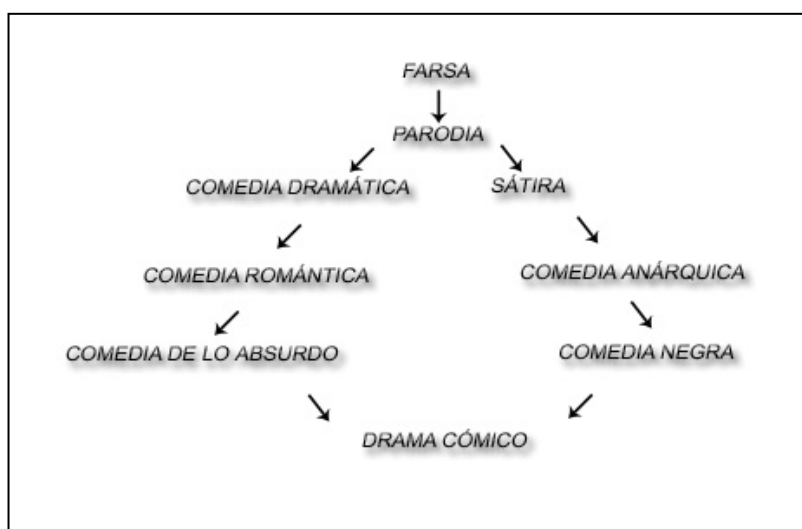 FARSA
PARODIA
COMEDIA DRAMÁTICA
SÁTIRA
COMEDIA ROMÁNTICA
COMEDIA ANÁRQUICA
COMEDIA DE LO ABSURDO
COMEDIA NEGRA
DRAMA CÓMICO